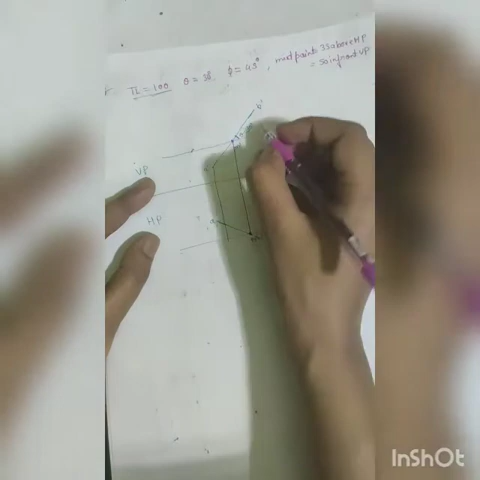 TL = 100 θ = 30°, φ = 45°, mid point 35 above HP
= 50 infront VP
b'
VP
HP
InShOt